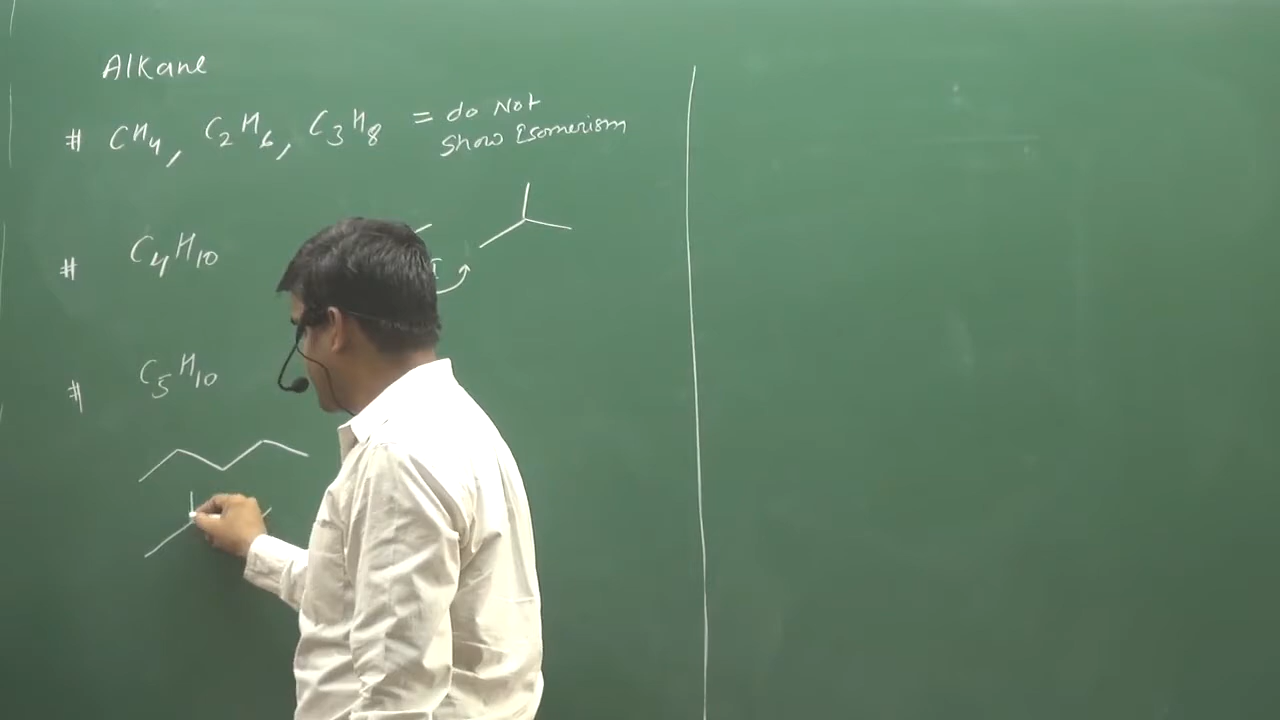 Alkane
# CH4, C2H6, C3H8 = do Not
Show Isomerism
# C4H10
# C5H10